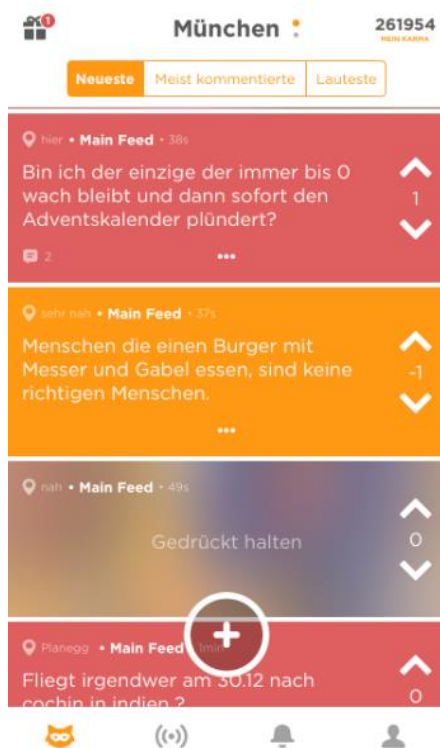 1
München :
261954
MEIN KARMA
Neueste
Meist kommentierte
Lauteste
hier • Main Feed • 38s
Bin ich der einzige der immer bis 0
wach bleibt und dann sofort den
Adventskalender plündert?
1
2
•••
sehr nah • Main Feed • 37s
Menschen die einen Burger mit
Messer und Gabel essen, sind keine
richtigen Menschen.
-1
•••
nah • Main Feed • 49s
Gedrückt halten
0
+
Planegg • Main Feed 1min
Fliegt irgendwer am 30.12 nach
cochin in indien ?
0